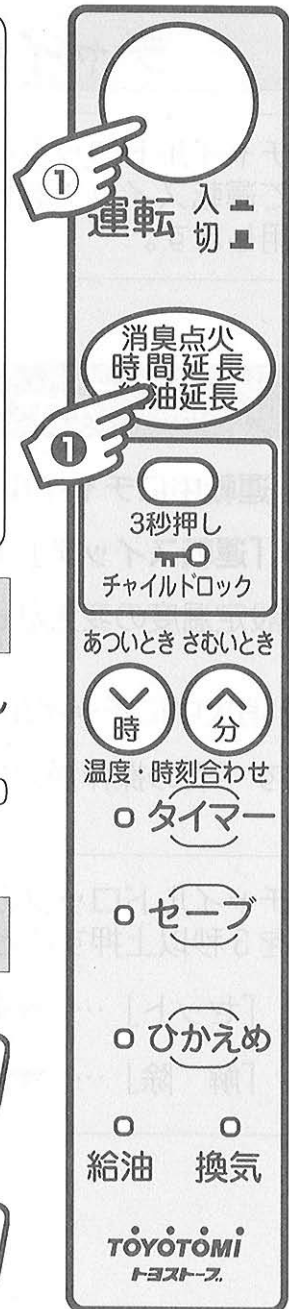 ①
運転 入
切
消臭点火
時間延長
給油延長
❶
3秒押し
チャイルドロック
あついとき さむいとき
時 分
温度・時刻合わせ
タイマー
セーブ
ひかえめ
給油 換気
TOYOTOMI
トヨストーブ